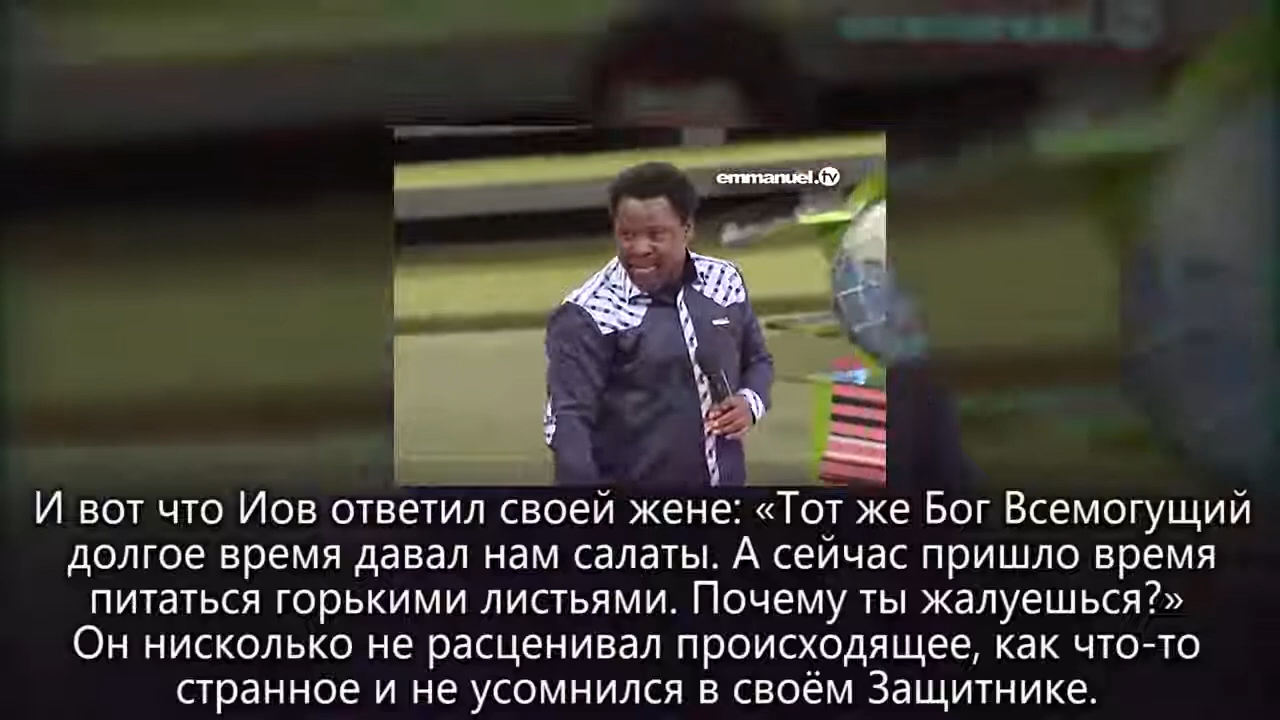 emmanuel.tv
И вот что Иов ответил своей жене: «Тот же Бог Всемогущий
долгое время давал нам салаты. А сейчас пришло время
питаться горькими листьями. Почему ты жалуешься?»
Он нисколько не расценивал происходящее, как что-то
странное и не усомнился в своём Защитнике.